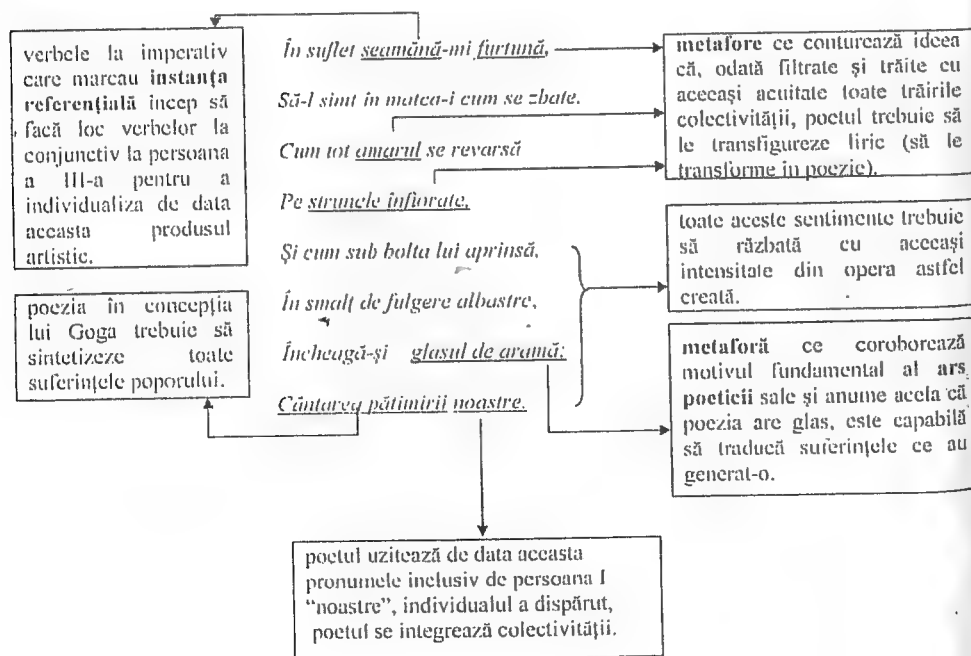 verbele la imperativ
care marcau instanța
referențială încep să
facă loc verbelor la
conjunctiv la persoana
a III-a pentru a
individualiza de data
aceasta produsul
artistic.
poezia în concepția
lui Goga trebuie să
sintetizeze toate
suferințele poporului.
În suflet seamănă-mi furtună,
Să-l simt în matca-i cum se zbate.
Cum tot amarul se revarsă
Pe strunele înfiorate,
Și cum sub bolta lui aprinsă,
În smalț de fulgere albastre,
Încheagă-și glasul de aramă:
Cântarea pătimirii noastre.
metafore ce conturează ideea
că, odată filtrate și trăite cu
aceeași acuitate toate trăirile
colectivității, poetul trebuie să
le transfigureze liric (să le
transforme în poezie).
toate aceste sentimente trebuie
să răzbată cu aceeași
intensitate din opera astfel
creată.
metaforă ce coroborează
motivul fundamental al ars
poeticii sale și anume acela că
poezia are glas, este capabilă
să traducă suferințele ce au
generat-o.
poetul uzitează de data aceasta
pronumele inclusiv de persoana I
“noastre”, individualul a dispărut,
poetul se integrează colectivității.